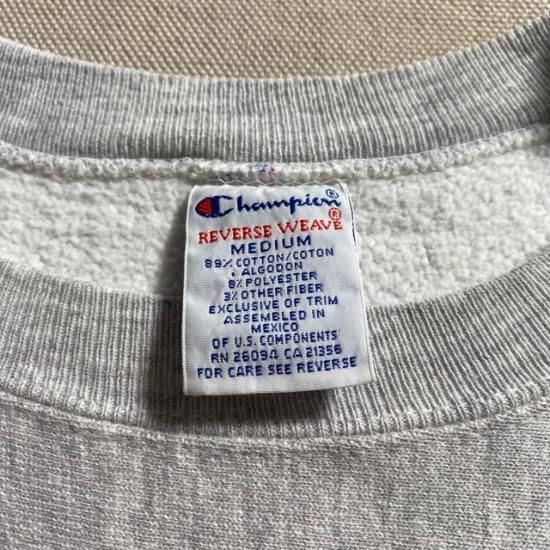 Champion®
REVERSE WEAVE®
MEDIUM
89% COTTON/COTON
ALGODON
8% POLYESTER
3% OTHER FIBER
EXCLUSIVE OF TRIM
ASSEMBLED IN
MEXICO
OF U.S. COMPONENTS
RN 26094 CA 21356
FOR CARE SEE REVERSE